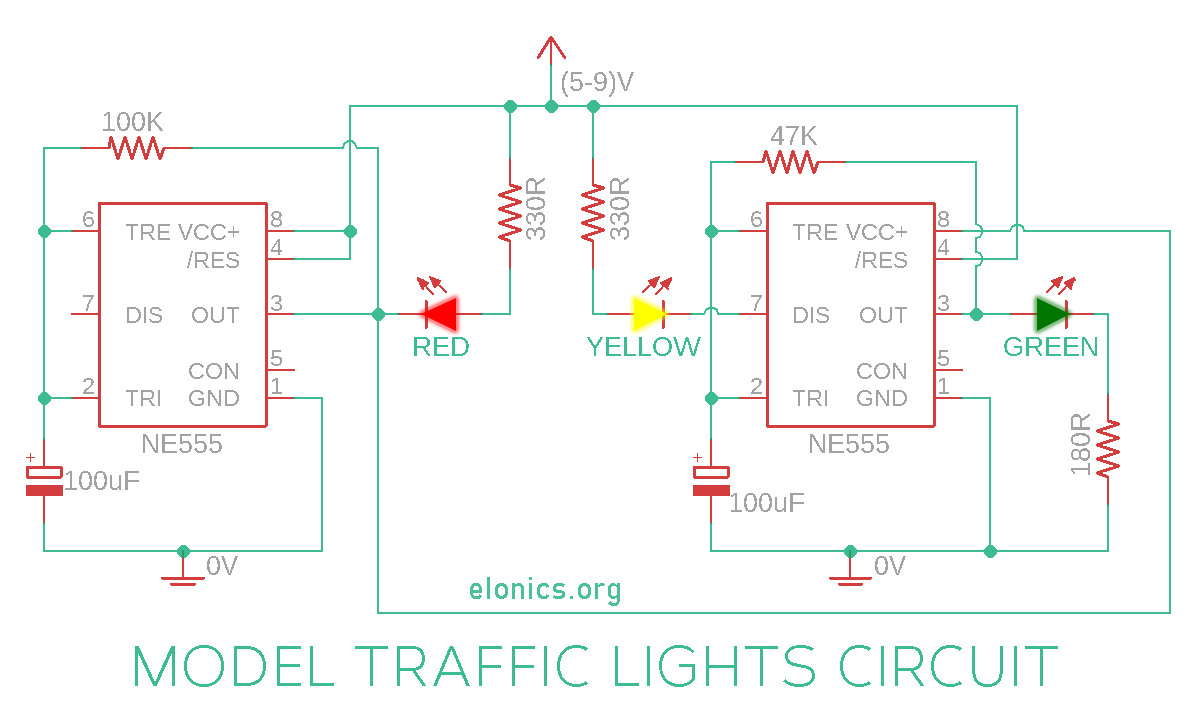 (5-9)V
100K
47K
330R
330R
6
TRE VCC+
8
/RES
4
7
DIS OUT
3
CON
5
2
TRI GND
1
NE555
+
100uF
0V
RED
YELLOW
6
TRE VCC+
8
/RES
4
7
DIS OUT
3
CON
5
2
TRI GND
1
NE555
+
100uF
0V
GREEN
180R
elonics.org
MODEL TRAFFIC LIGHTS CIRCUIT